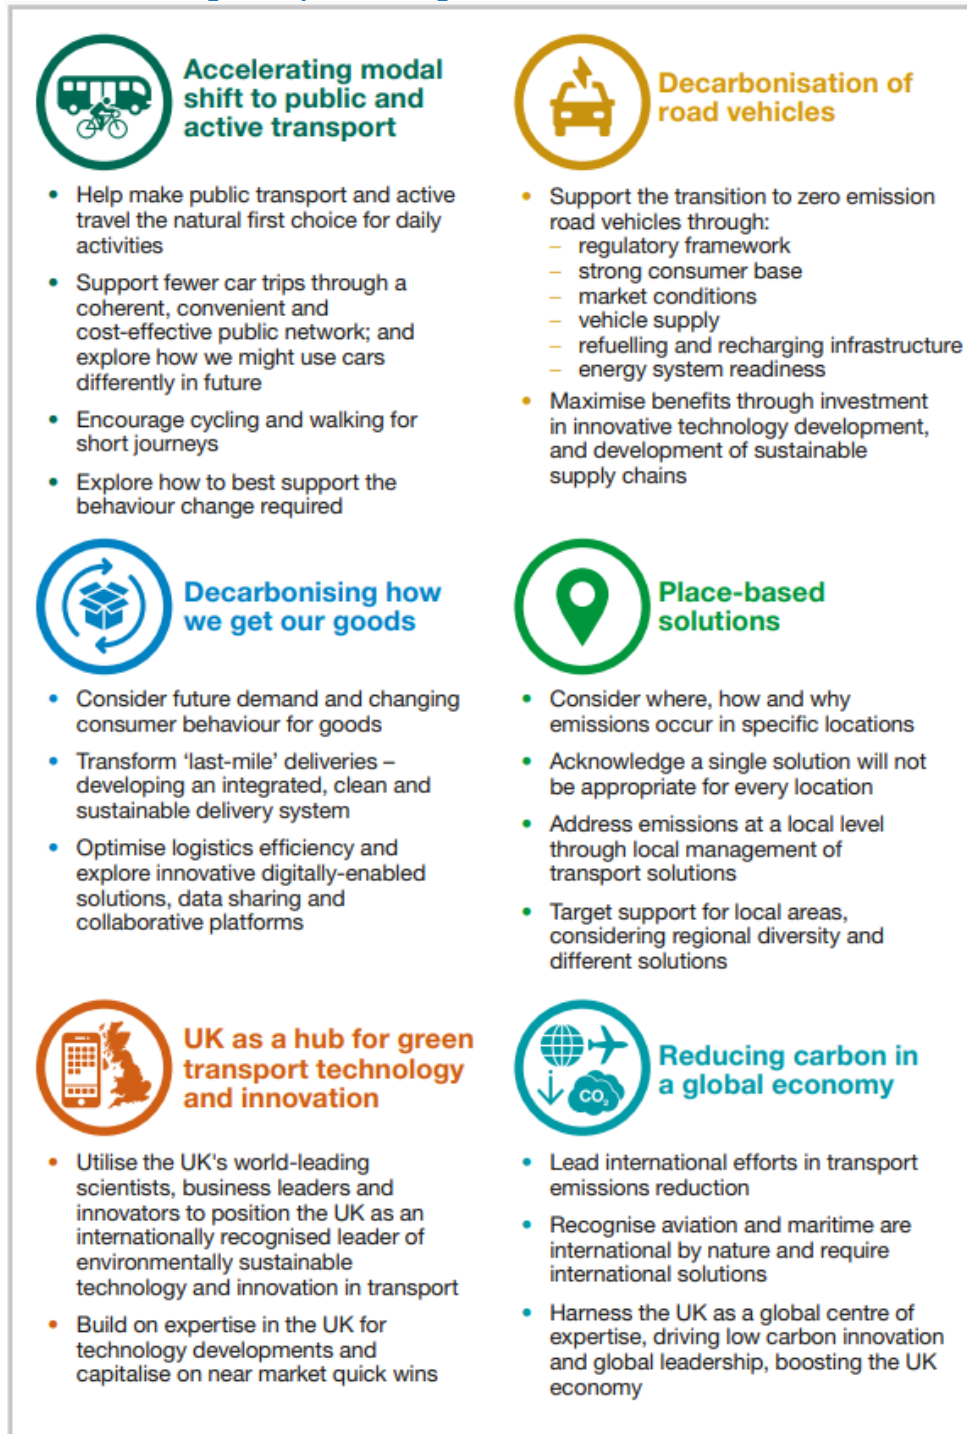 Accelerating modal
shift to public and
active transport
• Help make public transport and active
travel the natural first choice for daily
activities
• Support fewer car trips through a
coherent, convenient and
cost-effective public network; and
explore how we might use cars
differently in future
• Encourage cycling and walking for
short journeys
• Explore how to best support the
behaviour change required
Decarbonisation of
road vehicles
• Support the transition to zero emission
road vehicles through:
– regulatory framework
– strong consumer base
– market conditions
– vehicle supply
– refuelling and recharging infrastructure
– energy system readiness
• Maximise benefits through investment
in innovative technology development,
and development of sustainable
supply chains
Decarbonising how
we get our goods
• Consider future demand and changing
consumer behaviour for goods
• Transform ‘last-mile’ deliveries –
developing an integrated, clean and
sustainable delivery system
• Optimise logistics efficiency and
explore innovative digitally-enabled
solutions, data sharing and
collaborative platforms
Place-based
solutions
• Consider where, how and why
emissions occur in specific locations
• Acknowledge a single solution will not
be appropriate for every location
• Address emissions at a local level
through local management of
transport solutions
• Target support for local areas,
considering regional diversity and
different solutions
UK as a hub for green
transport technology
and innovation
• Utilise the UK's world-leading
scientists, business leaders and
innovators to position the UK as an
internationally recognised leader of
environmentally sustainable
technology and innovation in transport
• Build on expertise in the UK for
technology developments and
capitalise on near market quick wins
CO₂
Reducing carbon in
a global economy
• Lead international efforts in transport
emissions reduction
• Recognise aviation and maritime are
international by nature and require
international solutions
• Harness the UK as a global centre of
expertise, driving low carbon innovation
and global leadership, boosting the UK
economy